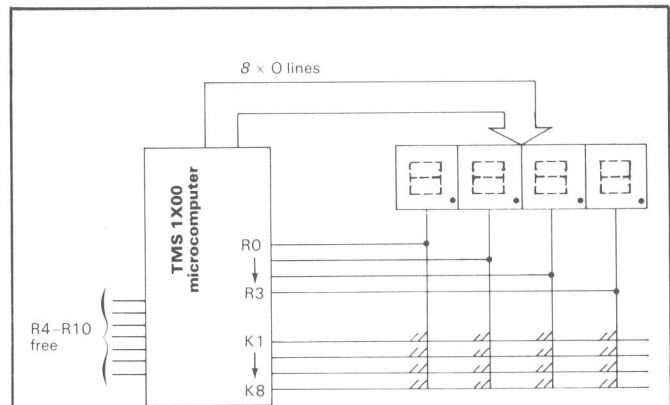 8 × O lines
TMS 1X00
microcomputer
R0
R3
R4–R10
free
K1
K8